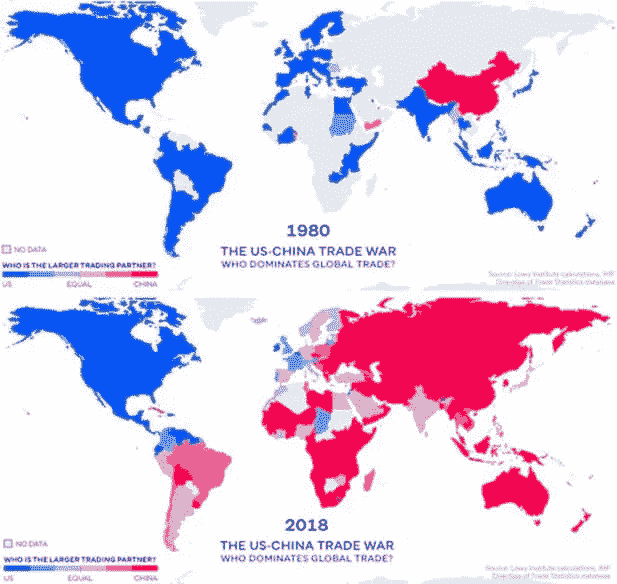 1980
THE US-CHINA TRADE WAR
WHO DOMINATES GLOBAL TRADE?
NO DATA
WHO IS THE LARGER TRADING PARTNER?
US EQUAL CHINA
Source: Lowy Institute calculations, IMF
Direction of Trade Statistics database
2018
THE US-CHINA TRADE WAR
WHO DOMINATES GLOBAL TRADE?
NO DATA
WHO IS THE LARGER TRADING PARTNER?
US EQUAL CHINA
Source: Lowy Institute calculations, IMF
Direction of Trade Statistics database